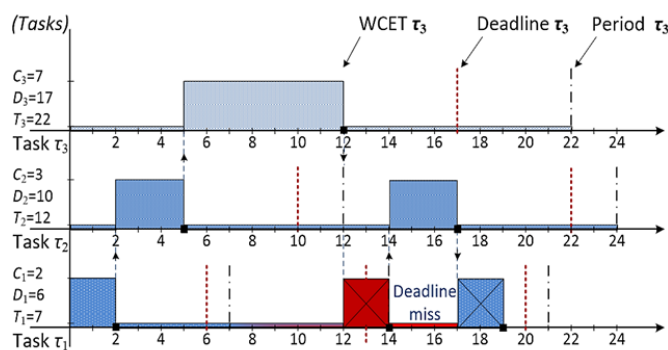 (Tasks)
WCET τ3
Deadline τ3
Period τ3
C3=7
D3=17
T3=22
Task τ3
2 4 6 8 10 12 14 16 18 20 22 24
C2=3
D2=10
T2=12
Task τ2
2 4 6 8 10 12 14 16 18 20 22 24
C1=2
D1=6
T1=7
Deadline
miss
Task τ1
2 4 6 8 10 12 14 16 18 20 22 24